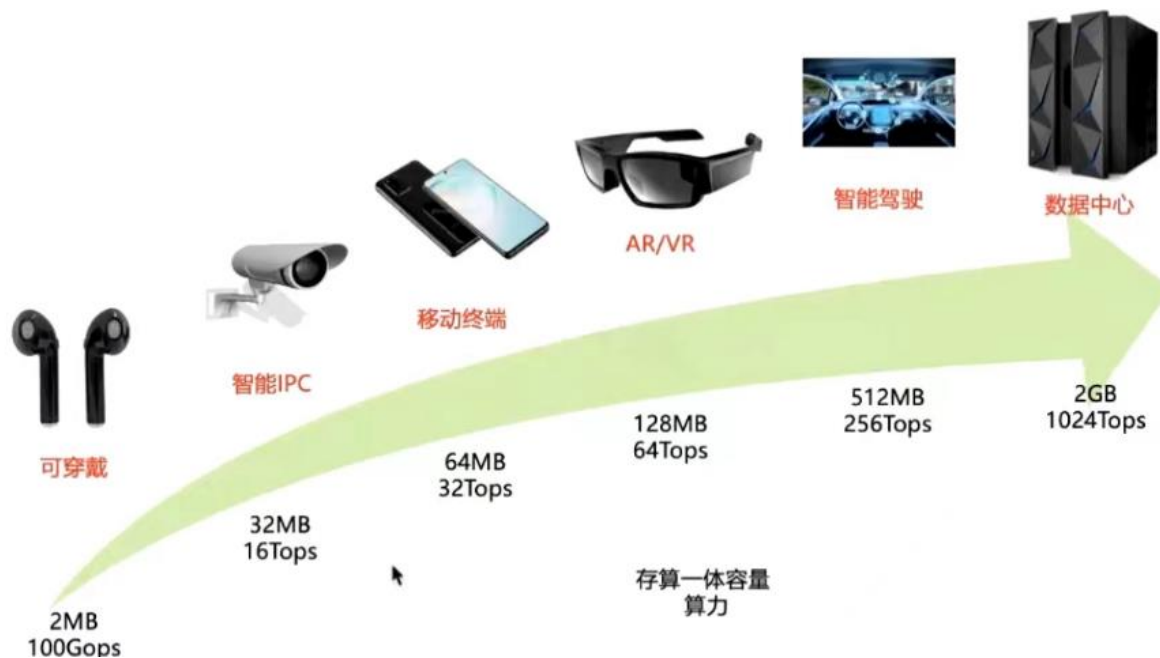 数据中心
智能驾驶
AR/VR
移动终端
智能IPC
可穿戴
2GB
1024Tops
512MB
256Tops
128MB
64Tops
64MB
32Tops
32MB
16Tops
2MB
100Gops
存算一体容量
算力